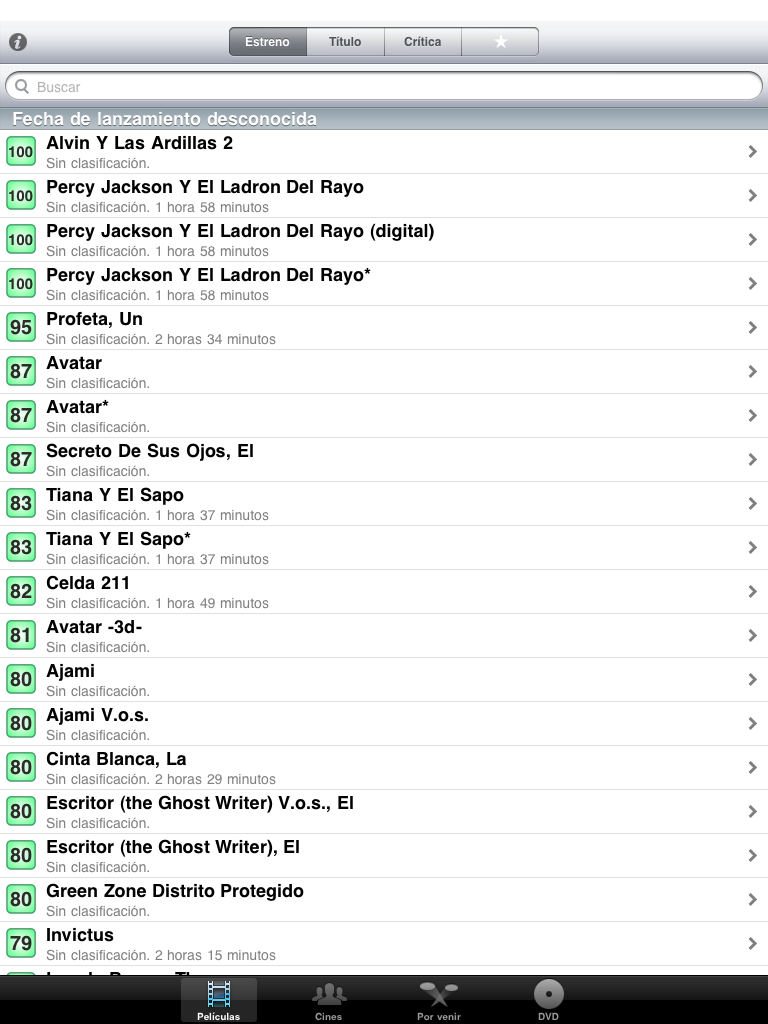 Estreno Título Crítica
Buscar
Fecha de lanzamiento desconocida
100 Alvin Y Las Ardillas 2
Sin clasificación.
100 Percy Jackson Y El Ladron Del Rayo
Sin clasificación. 1 hora 58 minutos
100 Percy Jackson Y El Ladron Del Rayo (digital)
Sin clasificación. 1 hora 58 minutos
100 Percy Jackson Y El Ladron Del Rayo*
Sin clasificación. 1 hora 58 minutos
95 Profeta, Un
Sin clasificación. 2 horas 34 minutos
87 Avatar
Sin clasificación.
87 Avatar*
Sin clasificación.
87 Secreto De Sus Ojos, El
Sin clasificación.
83 Tiana Y El Sapo
Sin clasificación. 1 hora 37 minutos
83 Tiana Y El Sapo*
Sin clasificación. 1 hora 37 minutos
82 Celda 211
Sin clasificación. 1 hora 49 minutos
81 Avatar -3d-
Sin clasificación.
80 Ajami
Sin clasificación.
80 Ajami V.o.s.
Sin clasificación.
80 Cinta Blanca, La
Sin clasificación. 2 horas 29 minutos
80 Escritor (the Ghost Writer) V.o.s., El
Sin clasificación.
80 Escritor (the Ghost Writer), El
Sin clasificación.
80 Green Zone Distrito Protegido
Sin clasificación.
79 Invictus
Sin clasificación. 2 horas 15 minutos
Películas Cines Por venir DVD